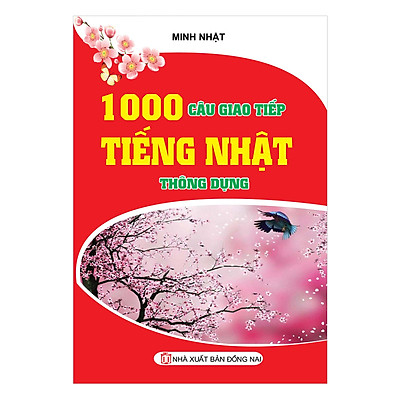 MINH NHẬT
1000 CÂU GIAO TIẾP
TIẾNG NHẬT
THÔNG DỤNG
NHÀ XUẤT BẢN ĐỒNG NAI